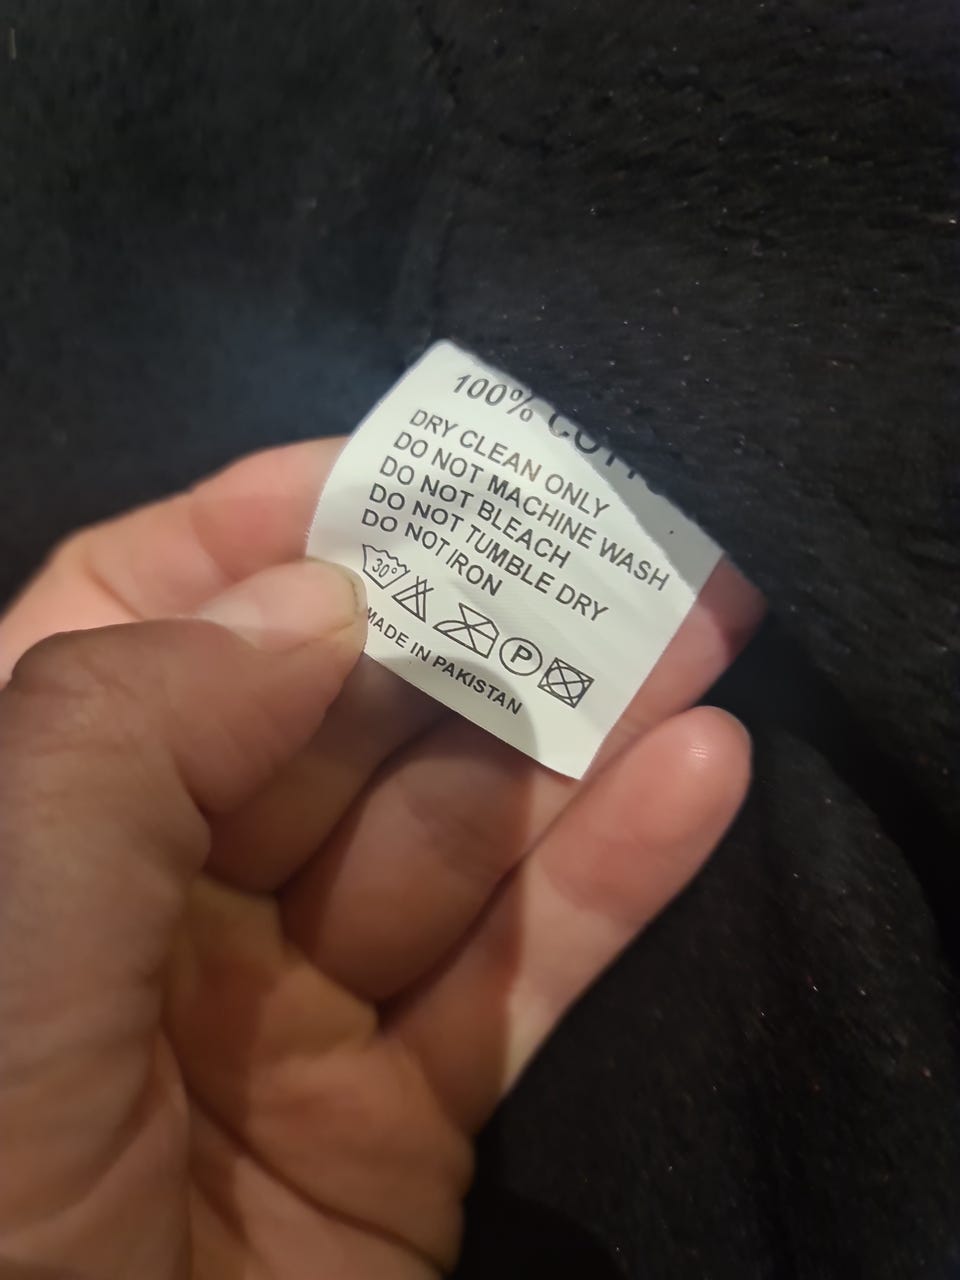 100% COTTO
DRY CLEAN ONLY
DO NOT MACHINE WASH
DO NOT BLEACH
DO NOT TUMBLE DRY
DO NOT IRON
30°
P
MADE IN PAKISTAN